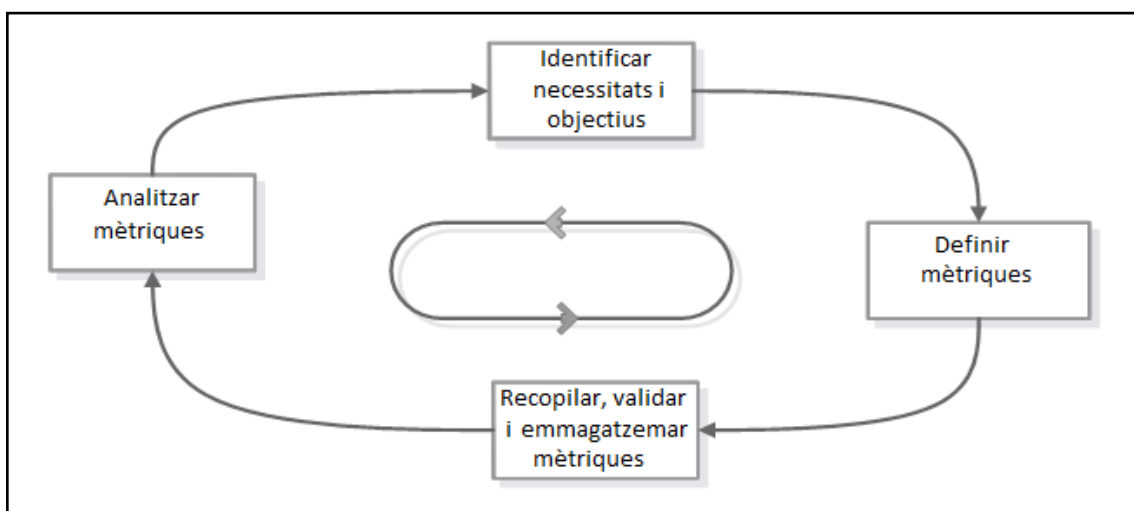 Identificar
necessitats i
objectius
Analitzar
mètriques
Definir
mètriques
Recopilar, validar
i emmagatzemar
mètriques